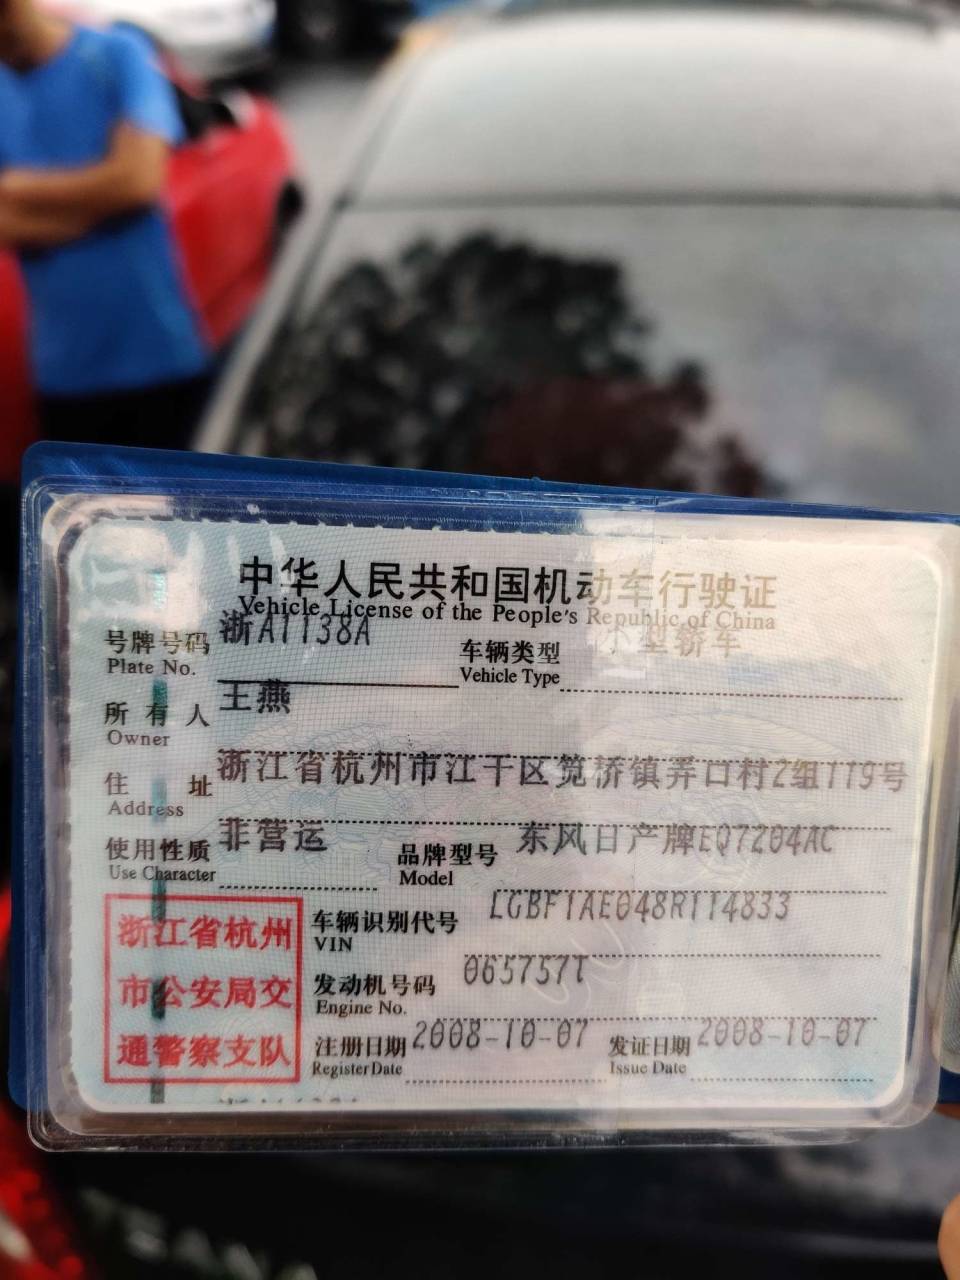 中华人民共和国机动车行驶证
Vehicle License of the People's Republic of China
号牌号码 浙A1138A 车辆类型 小型轿车
Plate No. Vehicle Type
所有人 王燕
Owner
住址 浙江省杭州市江干区笕桥镇弄口村2组119号
Address
使用性质 非营运 品牌型号 东风日产牌EQ7204AC
Use Character Model
浙江省杭州 车辆识别代号 LGBF1AE048R114833
VIN
市公安局交 发动机号码 065757T
Engine No.
通警察支队 注册日期 2008-10-07 发证日期 2008-10-07
Register Date Issue Date